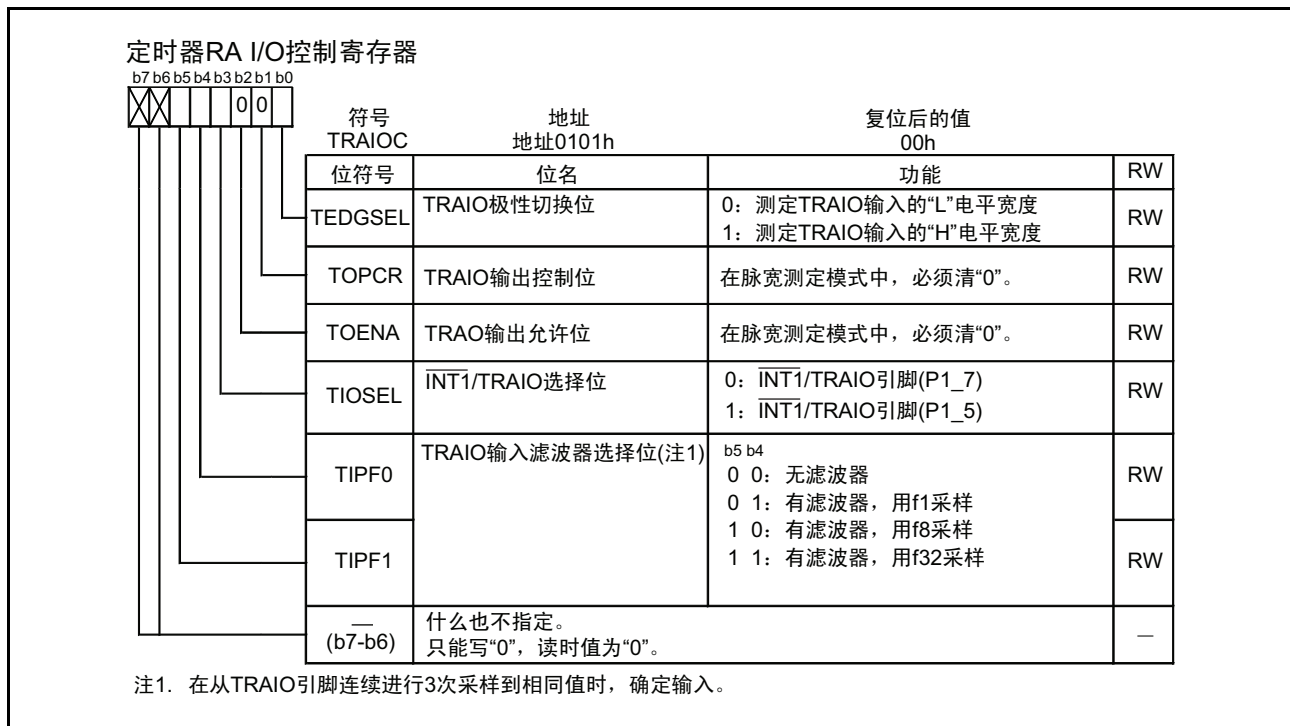 定时器RA I/O控制寄存器
b7 b6 b5 b4 b3 b2 b1 b0
0 0
符号 地址 复位后的值
TRAIOC 地址0101h 00h
位符号 位名 功能 RW
TEDGSEL TRAIO极性切换位 0：测定TRAIO输入的“L”电平宽度 RW
1：测定TRAIO输入的“H”电平宽度
TOPCR TRAIO输出控制位 在脉宽测定模式中，必须清“0”。 RW
TOENA TRAO输出允许位 在脉宽测定模式中，必须清“0”。 RW
TIOSEL INT1/TRAIO选择位 0：INT1/TRAIO引脚(P1_7) RW
1：INT1/TRAIO引脚(P1_5)
TIPF0 TRAIO输入滤波器选择位(注1) b5 b4 RW
0 0：无滤波器
0 1：有滤波器，用f1采样
TIPF1 1 0：有滤波器，用f8采样 RW
1 1：有滤波器，用f32采样
— 什么也不指定。 —
(b7-b6) 只能写“0”，读时值为“0”。
注1. 在从TRAIO引脚连续进行3次采样到相同值时，确定输入。